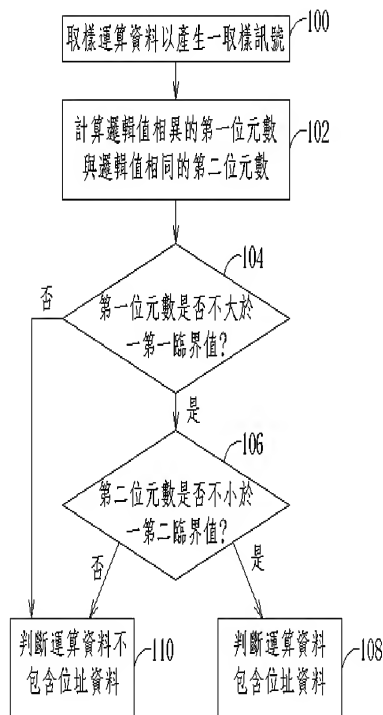 100
取樣運算資料以產生一取樣訊號
計算邏輯值相異的第一位元數
與邏輯值相同的第二位元數
102
104
否
第一位元數是否不大於
一第一臨界值?
是
106
第二位元數是否不小於
一第二臨界值?
否
是
判斷運算資料不
包含位址資料
110
判斷運算資料
包含位址資料
108